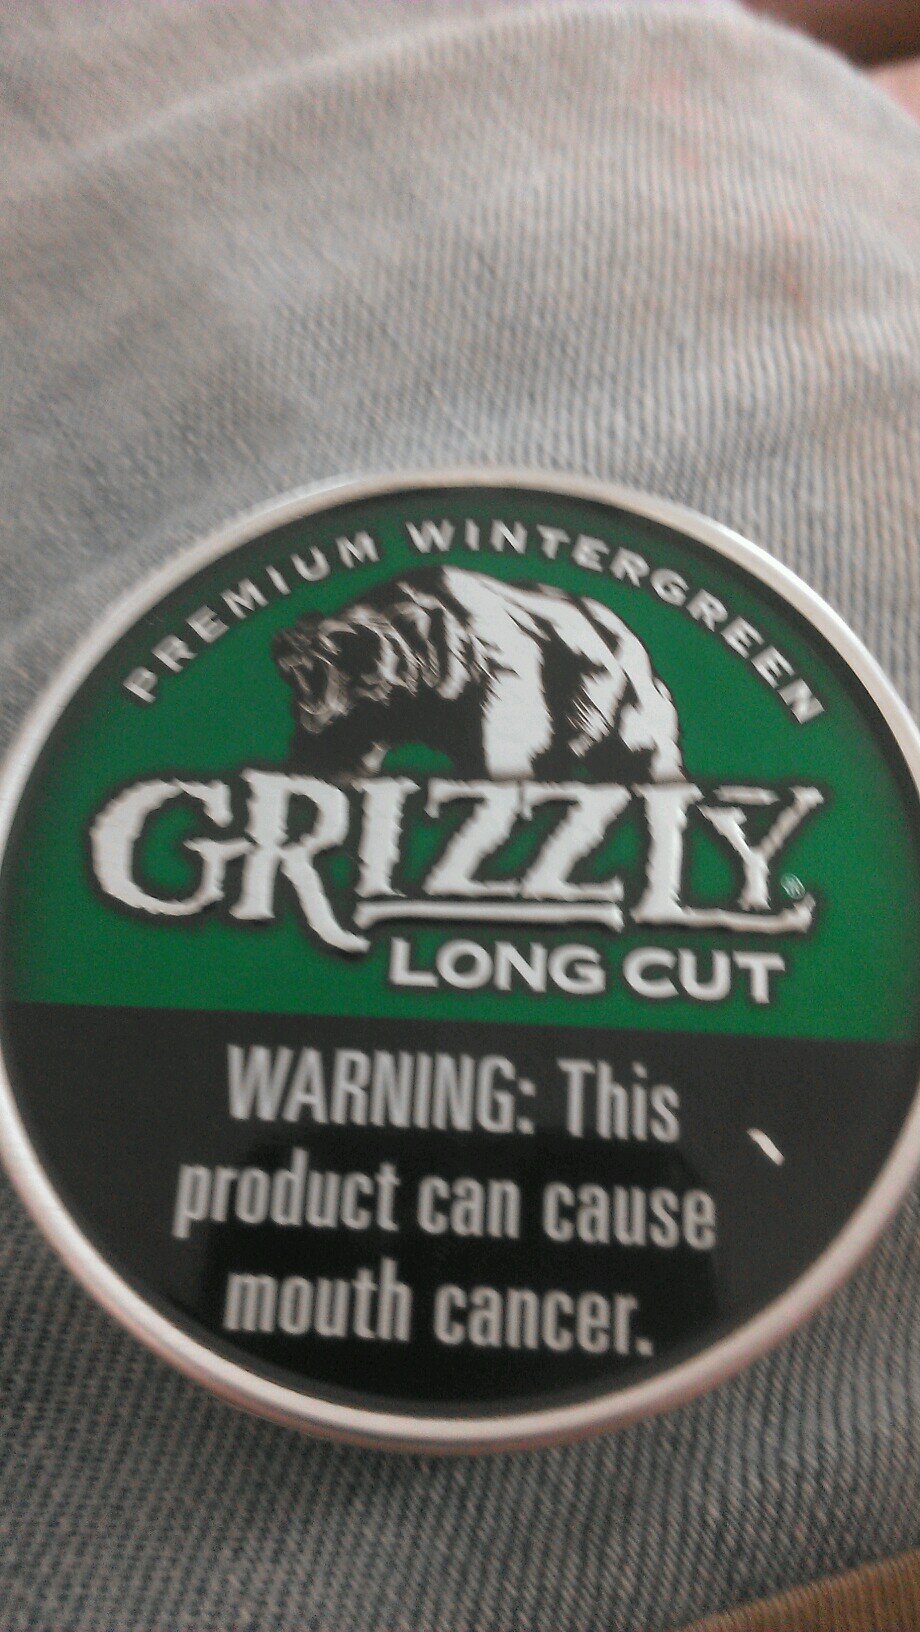 PREMIUM WINTERGREEN
GRIZZLY®
LONG CUT
WARNING: This
product can cause
mouth cancer.